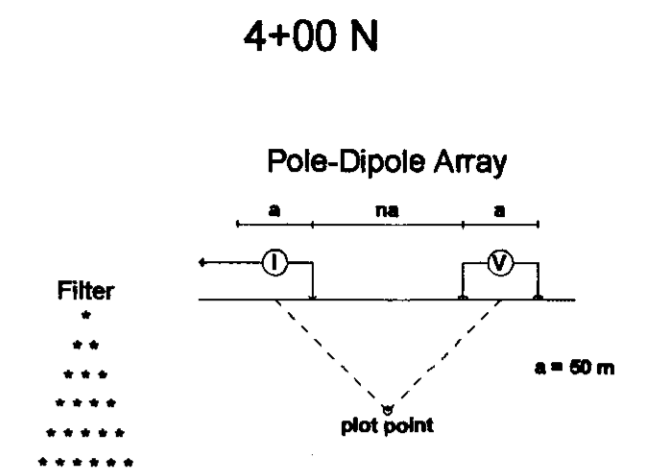 4+00 N
Pole-Dipole Array
a na a
I V
Filter
*
* *
* * *
a = 50 m
* * * *
plot point
* * * * *
* * * * * *